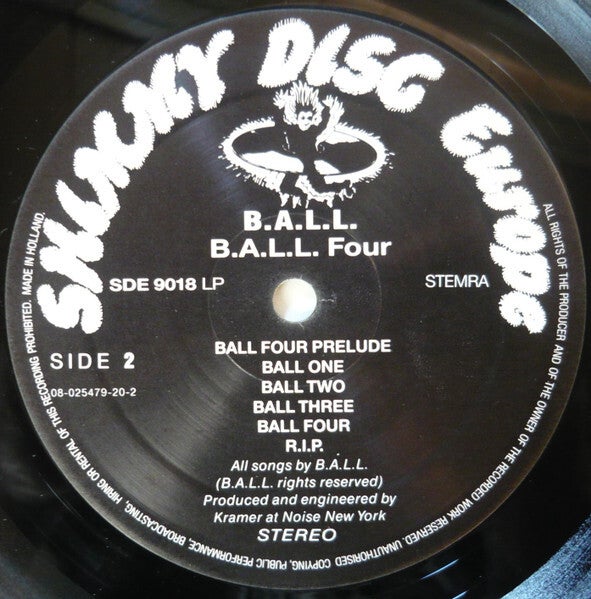 SHIMMY DISC Europe
B.A.L.L.
B.A.L.L. Four
SDE 9018 LP
STEMRA
SIDE 2
08-025479-20-2
BALL FOUR PRELUDE
BALL ONE
BALL TWO
BALL THREE
BALL FOUR
R.I.P.
All songs by B.A.L.L.
(B.A.L.L. rights reserved)
Produced and engineered by
Kramer at Noise New York
STEREO
ALL RIGHTS OF THE PRODUCER AND OF THE OWNER OF THE RECORDED WORK RESERVED. UNAUTHORISED COPYING, PUBLIC PERFORMANCE, BROADCASTING, HIRING OR RENTAL OF THIS RECORDING PROHIBITED. MADE IN HOLLAND.